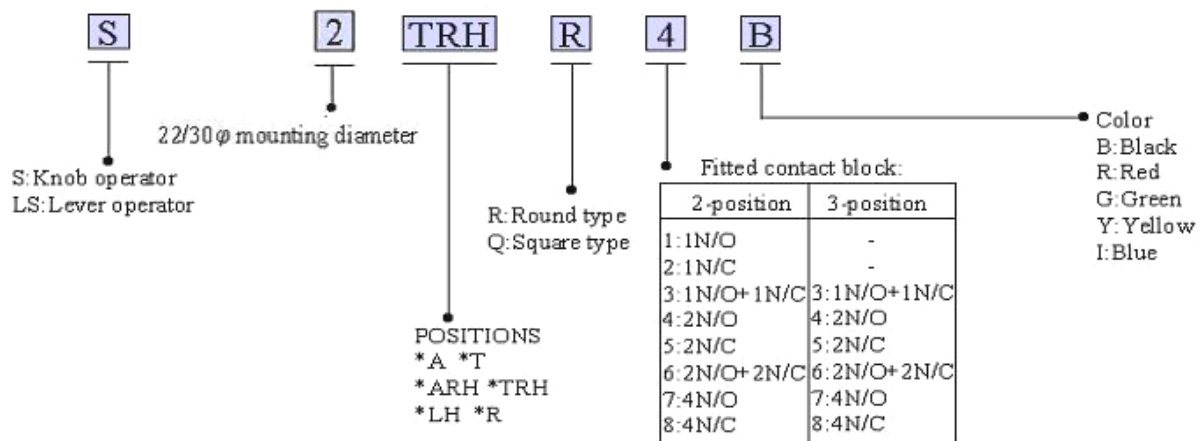 S 2 TRH R 4 B
22/30φ mounting diameter
S:Knob operator
LS:Lever operator
R:Round type
Q:Square type
POSITIONS
*A *T
*ARH *TRH
*LH *R
Fitted contact block:
2-position 3-position
1:1N/O -
2:1N/C -
3:1N/O+1N/C 3:1N/O+1N/C
4:2N/O 4:2N/O
5:2N/C 5:2N/C
6:2N/O+2N/C 6:2N/O+2N/C
7:4N/O 7:4N/O
8:4N/C 8:4N/C
Color
B:Black
R:Red
G:Green
Y:Yellow
I:Blue